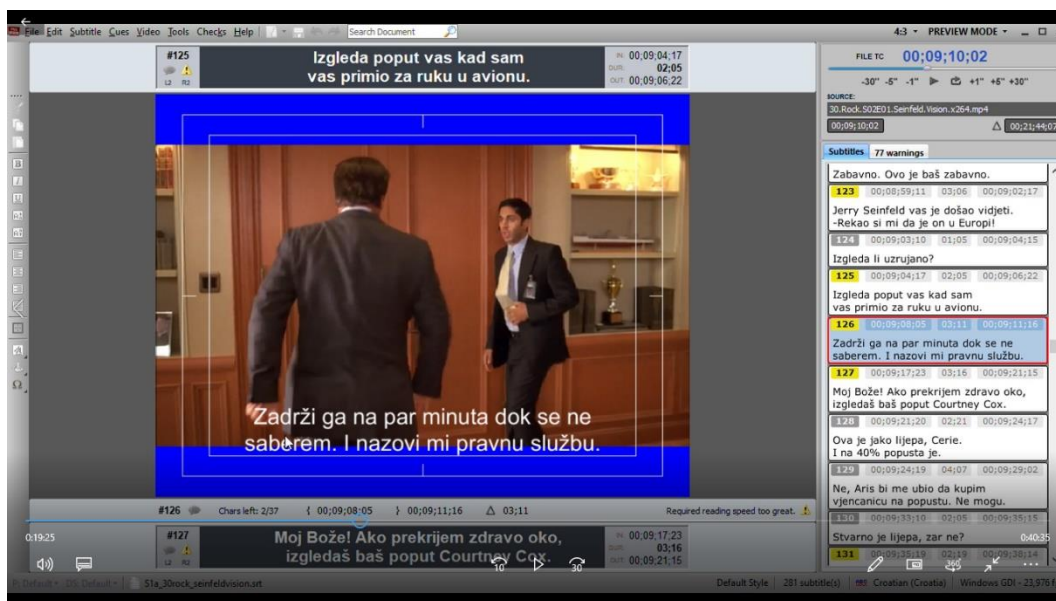 File Edit Subtitle Cues Video Tools Checks Help Search Document 4:3 PREVIEW MODE
#125
L2 R2
Izgleda poput vas kad sam
vas primio za ruku u avionu.
IN: 00;09;04;17
DUR: 02;05
OUT: 00;09;06;22
Zadrži ga na par minuta dok se ne
saberem. I nazovi mi pravnu službu.
#126 Chars left: 2/37 { 00;09;08;05 } 00;09;11;16 Δ 03;11 Required reading speed too great.
#127
Moj Bože! Ako prekrijem zdravo oko,
izgledaš baš poput Courtney Cox.
IN: 00;09;17;23
03;16
OUT: 00;09;21;15
FILE TC 00;09;10;02
-30" -5" -1" +1" +5" +30"
SOURCE:
30.Rock.S02E01.Seinfeld.Vision.x264.mp4
00;09;10;02 Δ 00;21;44;07
Subtitles 77 warnings
Zabavno. Ovo je baš zabavno.
123 00;08;59;11 03;06 00;09;02;17
Jerry Seinfeld vas je došao vidjeti.
-Rekao si mi da je on u Europi!
124 00;09;03;10 01;05 00;09;04;15
Izgleda li uzrujano?
125 00;09;04;17 02;05 00;09;06;22
Izgleda poput vas kad sam
vas primio za ruku u avionu.
126 00;09;08;05 03;11 00;09;11;16
Zadrži ga na par minuta dok se ne
saberem. I nazovi mi pravnu službu.
127 00;09;17;23 03;16 00;09;21;15
Moj Bože! Ako prekrijem zdravo oko,
izgledaš baš poput Courtney Cox.
128 00;09;21;20 02;21 00;09;24;17
Ova je jako lijepa, Cerie.
I na 40% popusta je.
129 00;09;24;19 04;07 00;09;29;02
Ne, Aris bi me ubio da kupim
vjencanicu na popustu. Ne mogu.
130 00;09;33;10 02;05 00;09;35;15
Stvarno je lijepa, zar ne?
131 00;09;35;19 02;19 00;09;38;14
0:19:25
0:40:35
10 30 360
S1a_30rock_seinfeldvision.srt
Default Style 281 subtitle(s) Croatian (Croatia) Windows GDI - 23,976 f